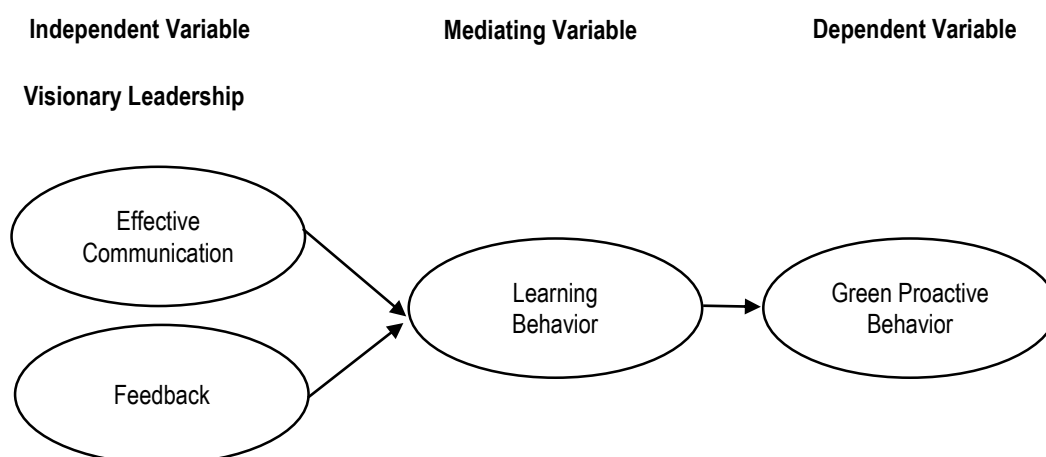 Independent Variable
Mediating Variable
Dependent Variable
Visionary Leadership
Effective
Communication
Learning
Behavior
Green Proactive
Behavior
Feedback